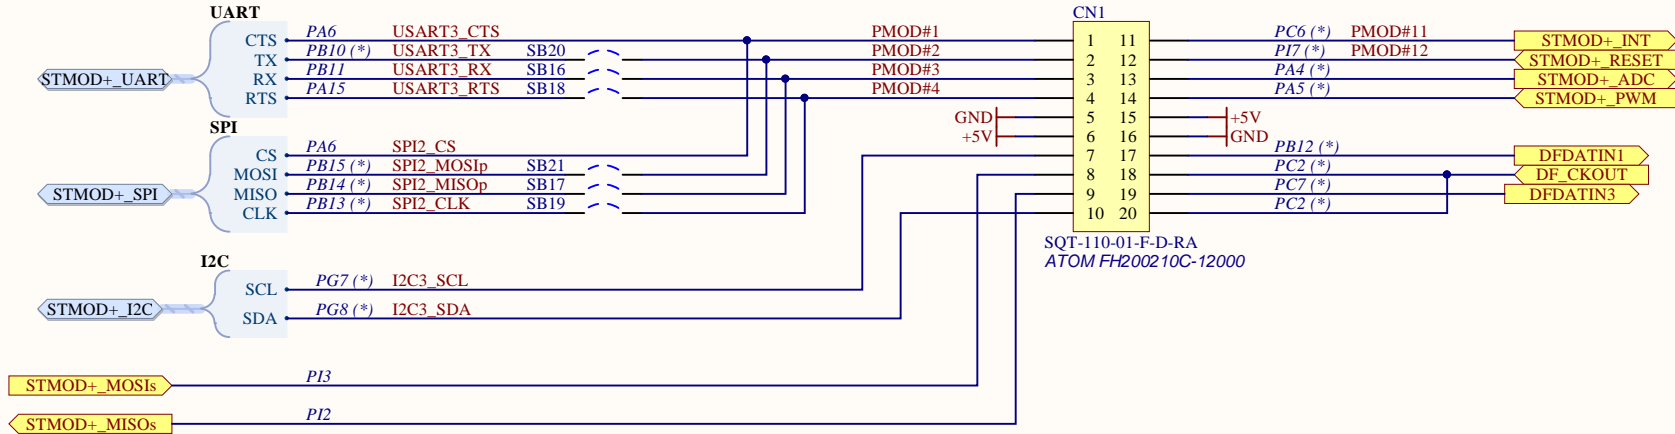 UART
CN1
CTS PA6 USART3_CTS PMOD#1 1 11 PC6 (*) PMOD#11 STMOD+_INT
TX PB10 (*) USART3_TX SB20 PMOD#2 2 12 PI7 (*) PMOD#12 STMOD+_RESET
STMOD+_UART RX PB11 USART3_RX SB16 PMOD#3 3 13 PA4 (*) STMOD+_ADC
RTS PA15 USART3_RTS SB18 PMOD#4 4 14 PA5 (*) STMOD+_PWM
GND 5 15 +5V
SPI
+5V 6 16 GND
CS PA6 SPI2_CS 7 17 PB12 (*) DFDATIN1
MOSI PB15 (*) SPI2_MOSIp SB21 8 18 PC2 (*) DF_CKOUT
STMOD+_SPI MISO PB14 (*) SPI2_MISOp SB17 9 19 PC7 (*) DFDATIN3
CLK PB13 (*) SPI2_CLK SB19 10 20 PC2 (*)
SQT-110-01-F-D-RA
I2C
ATOM FH200210C-12000
SCL PG7 (*) I2C3_SCL
STMOD+_I2C
SDA PG8 (*) I2C3_SDA
STMOD+_MOSIs PI3
STMOD+_MISOs PI2